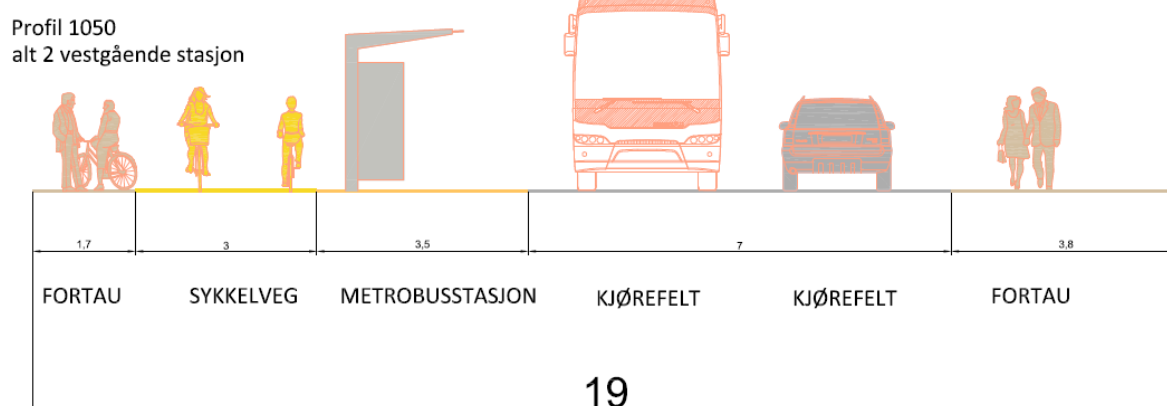 Profil 1050
alt 2 vestgående stasjon
1,7 3 3,5 7 3,8
FORTAU SYKKELVEG METROBUSSTASJON KJØREFELT KJØREFELT FORTAU
19